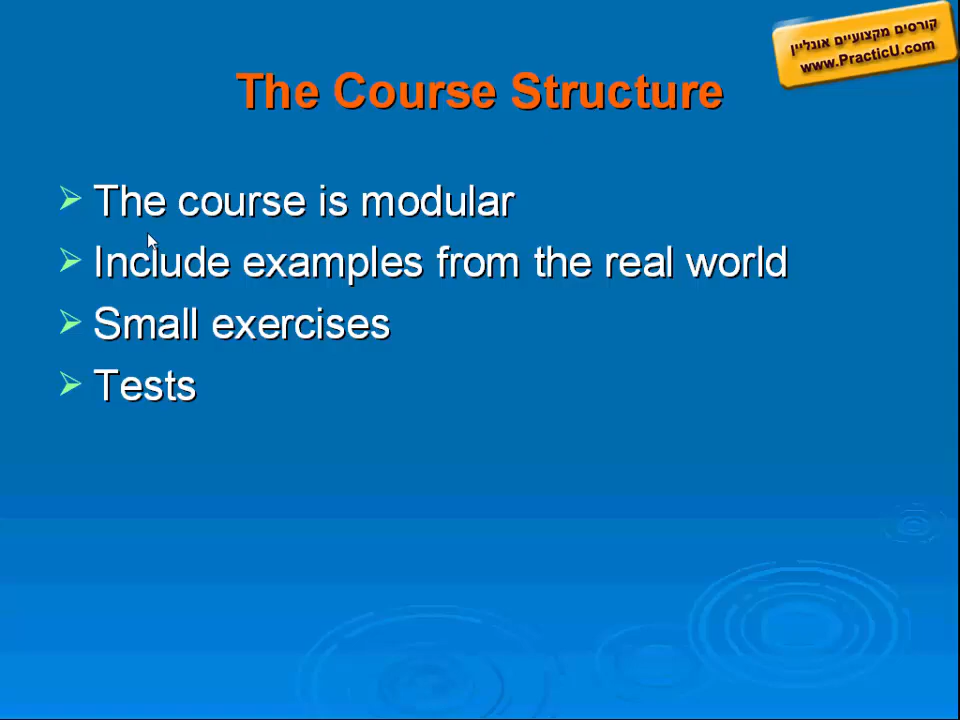 קורסים מקצועיים אונליין
www.PracticU.com
The Course Structure
The course is modular
Include examples from the real world
Small exercises
Tests